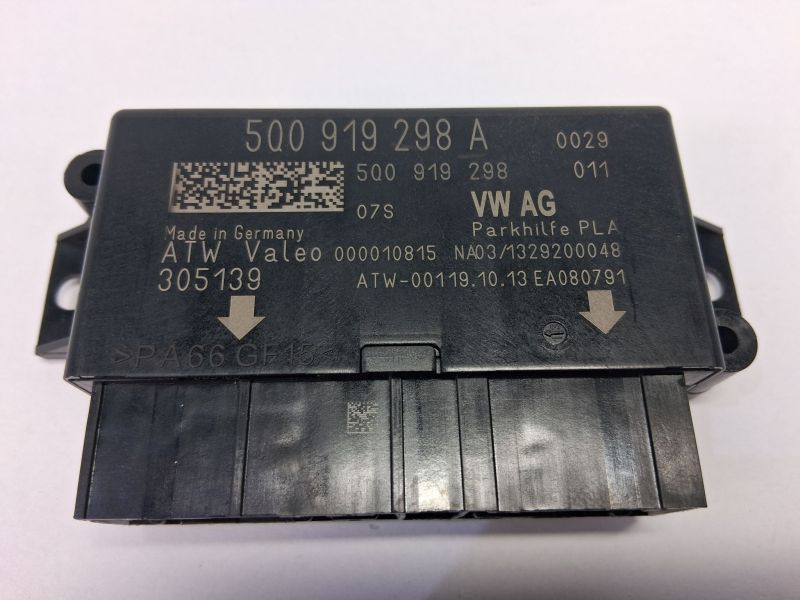 5Q0 919 298 A 0029
5Q0 919 298 011
07S VW AG
Made in Germany Parkhilfe PLA
ATW Valeo 000010815 NA03/1329200048
305139 ATW-00119.10.13 EA080791
>PA66 GF15<